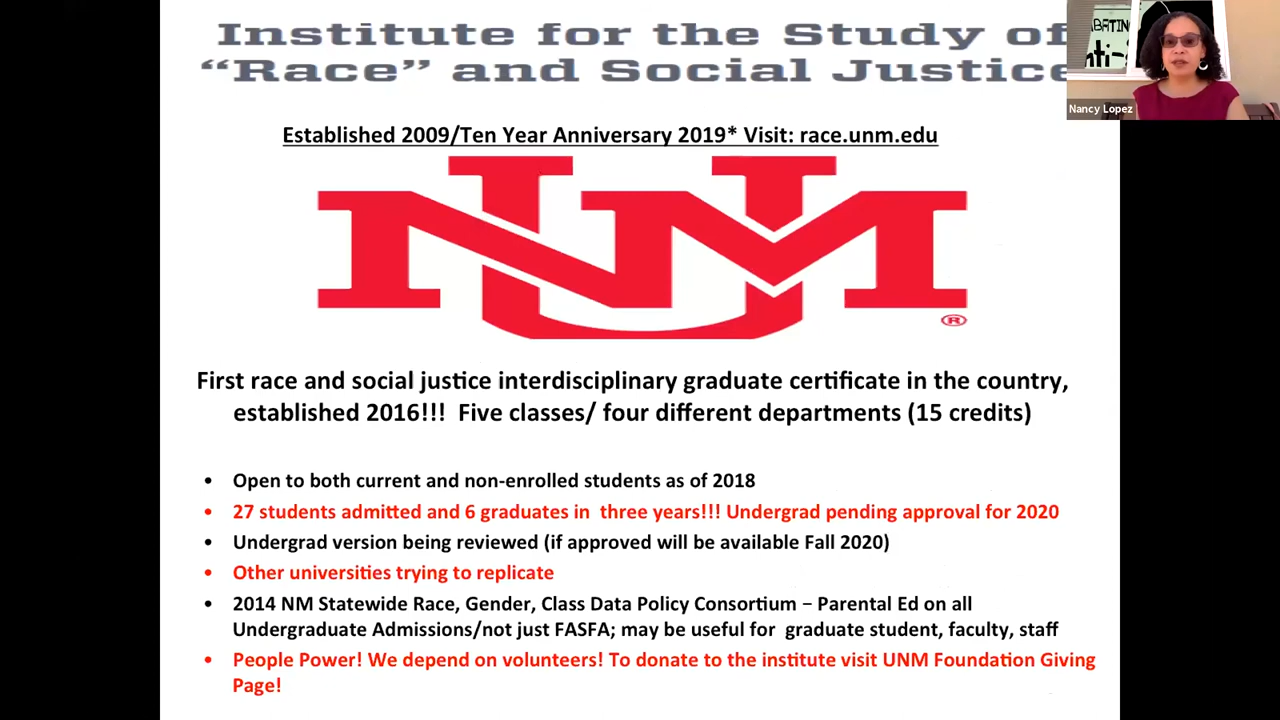 Institute for the Study of
“Race” and Social Justice
ABATIN
nti-s
Nancy Lopez
Established 2009/Ten Year Anniversary 2019* Visit: race.unm.edu
UNM
®
First race and social justice interdisciplinary graduate certificate in the country,
established 2016!!! Five classes/ four different departments (15 credits)
• Open to both current and non-enrolled students as of 2018
• 27 students admitted and 6 graduates in three years!!! Undergrad pending approval for 2020
• Undergrad version being reviewed (if approved will be available Fall 2020)
• Other universities trying to replicate
• 2014 NM Statewide Race, Gender, Class Data Policy Consortium – Parental Ed on all
Undergraduate Admissions/not just FASFA; may be useful for graduate student, faculty, staff
• People Power! We depend on volunteers! To donate to the institute visit UNM Foundation Giving
Page!